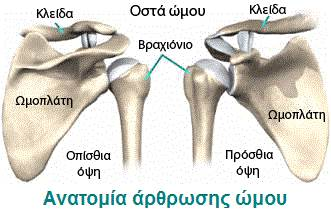 Κλείδα
Οστά ώμου
Κλείδα
Βραχιόνιο
Ωμοπλάτη
Ωμοπλάτη
Οπίσθια
όψη
Πρόσθια
όψη
Ανατομία άρθρωσης ώμου